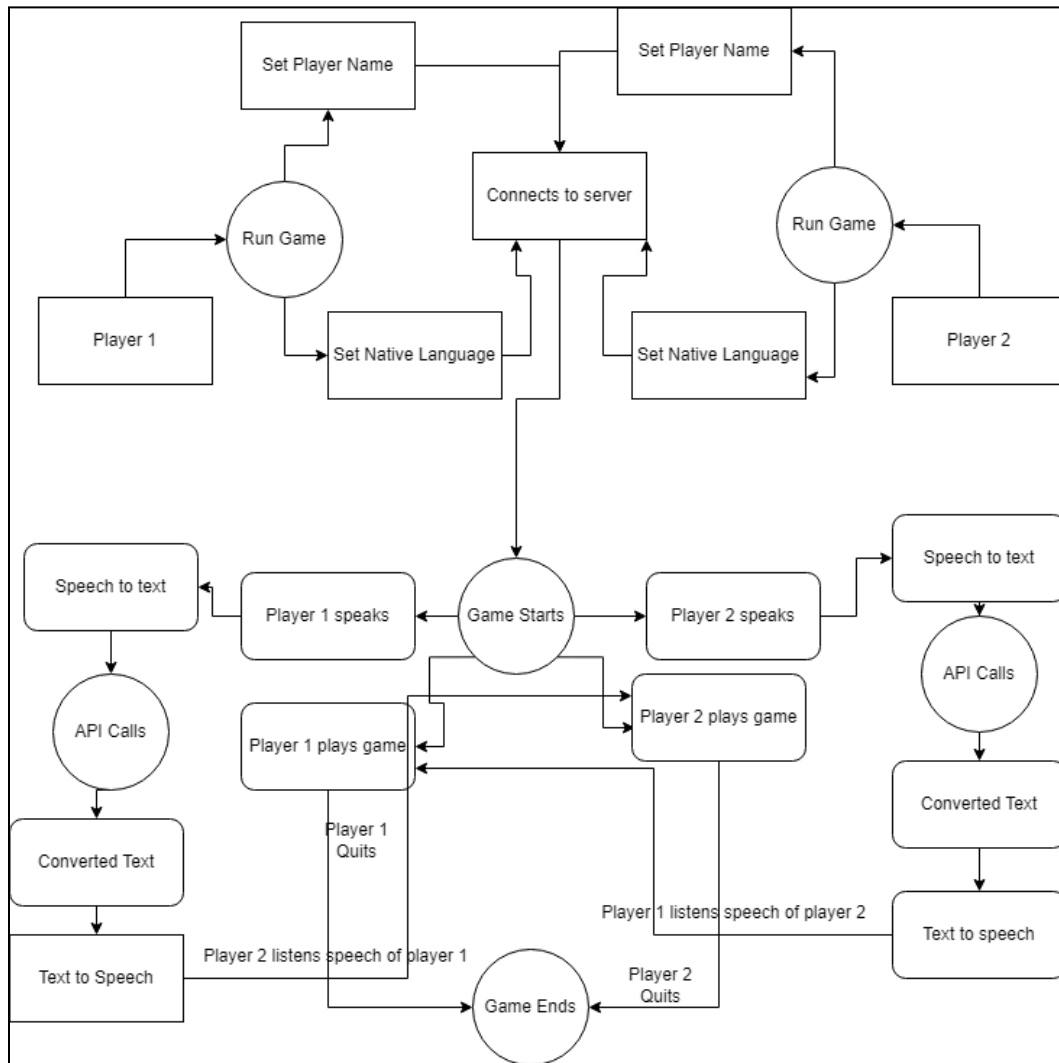 Set Player Name
Set Player Name
Connects to server
Run Game
Run Game
Player 1
Set Native Language
Set Native Language
Player 2
Speech to text
Player 1 speaks
Game Starts
Player 2 speaks
Speech to text
API Calls
Player 1 plays game
Player 2 plays game
API Calls
Player 1
Quits
Converted Text
Converted Text
Player 1 listens speech of player 2
Text to speech
Player 2 listens speech of player 1
Text to Speech
Game Ends
Player 2
Quits